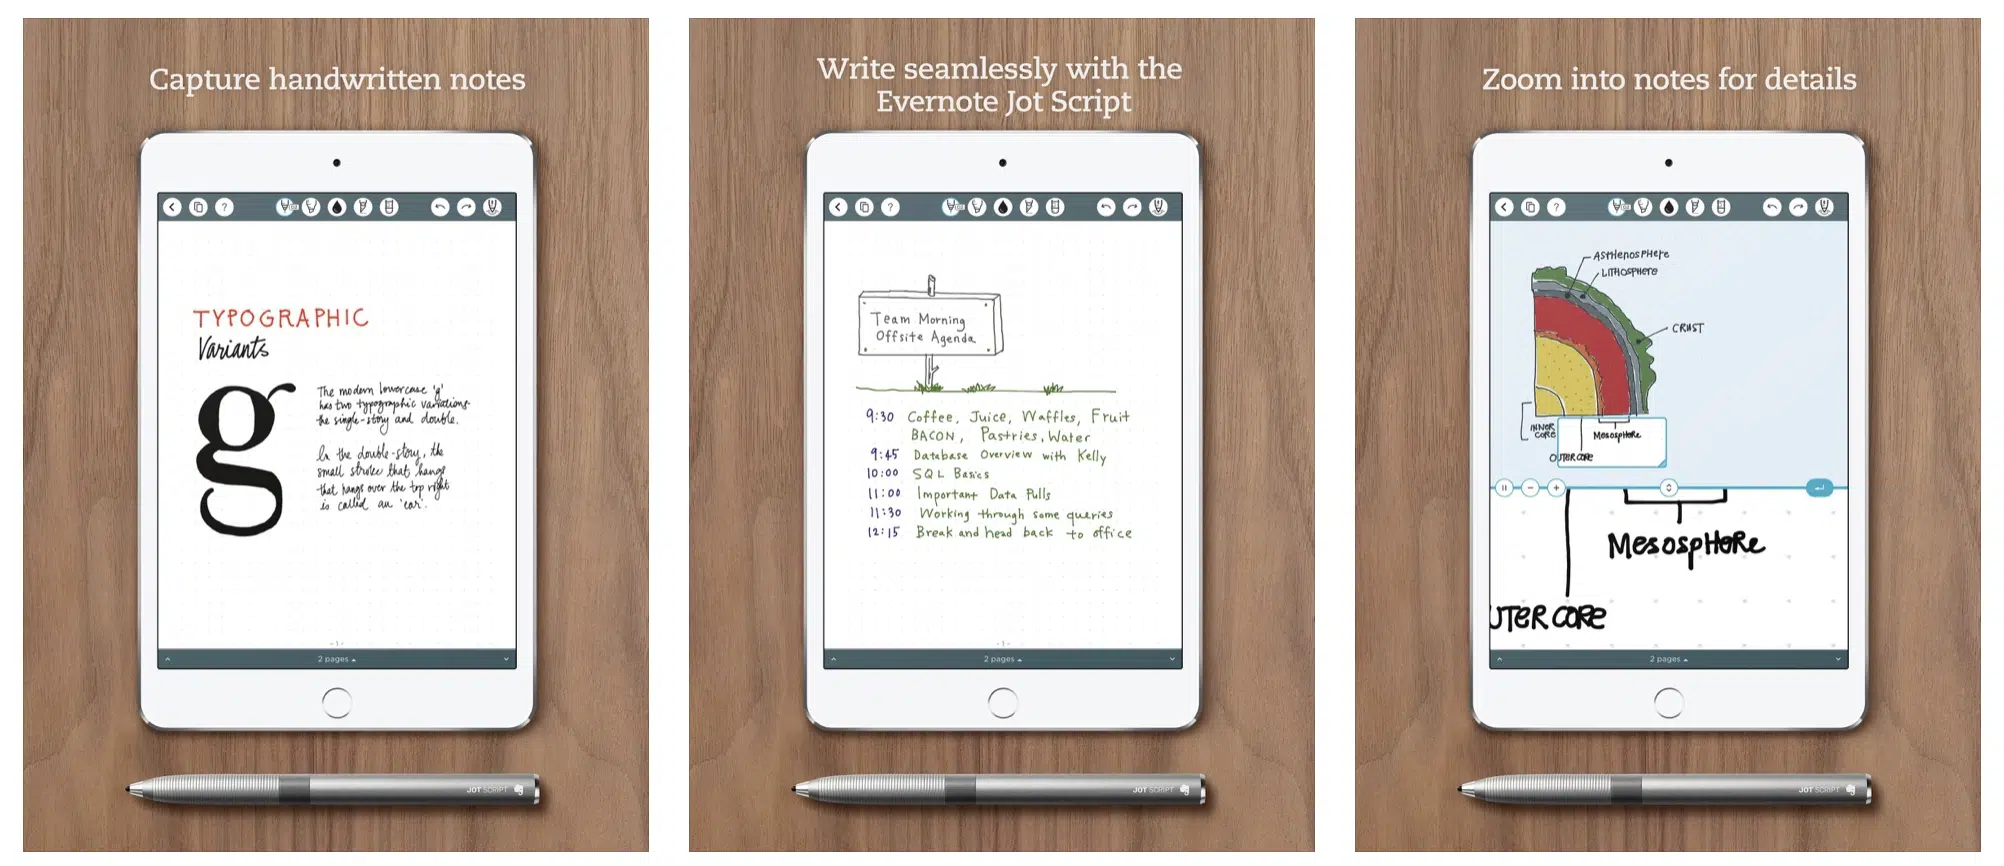 Capture handwritten notes
?
TYPOGRAPHIC
Variants
g
The modern lowercase 'g'
has two typographic variations.
the single-story and double.
In the double-story, the
small stroke that hangs
that hangs over the top right
is called an 'ear'.
-1-
2 pages
JOT SCRIPT
Write seamlessly with the
Evernote Jot Script
?
Team Morning
Offsite Agenda
9:30 Coffee, Juice, Waffles, Fruit
BACON, Pastries, Water
9:45 Database Overview with Kelly
10:00 SQL Basics
11:00 Important Data Pulls
11:30 Working through some queries
12:15 Break and head back to office
-1-
2 pages
JOT SCRIPT
Zoom into notes for details
?
ASTHENOSPHERE
LITHOSPHERE
CRUST
INNER
CORE
MESOSPHERE
OUTER CORE
MESOSPHERE
UTER CORE
2 pages
JOT SCRIPT